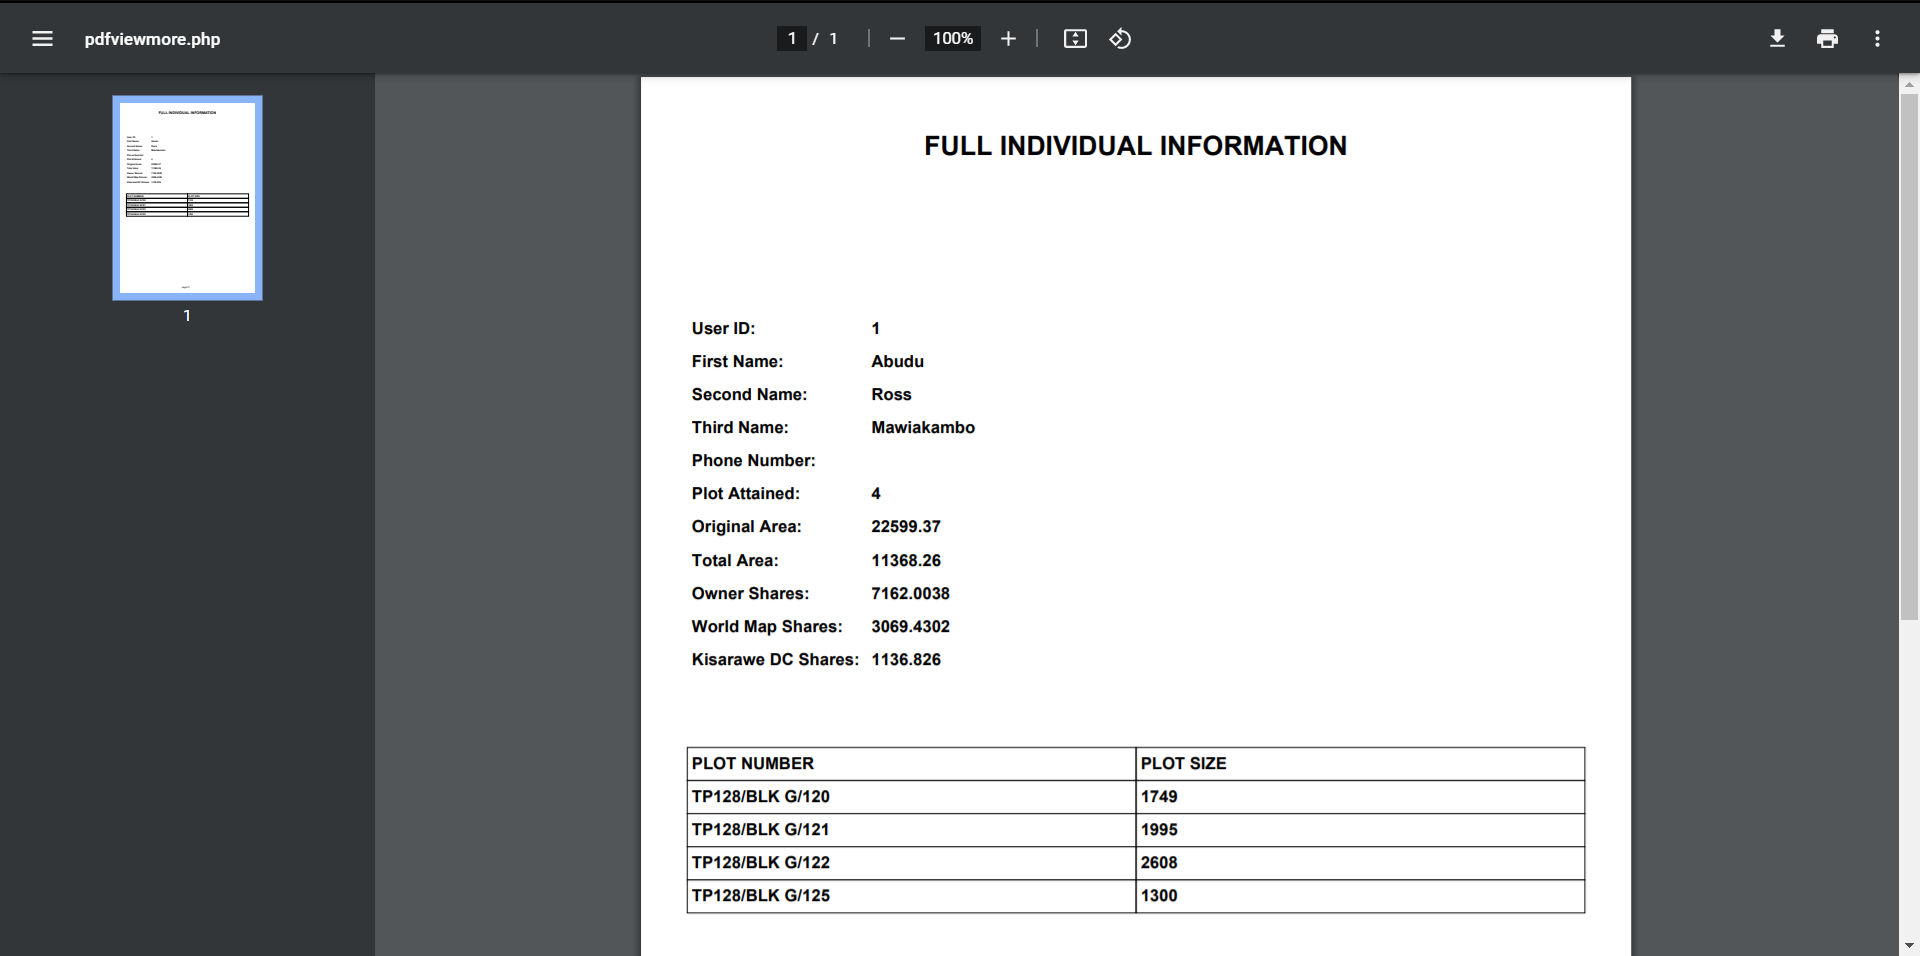 pdfviewmore.php
1 / 1
100%
1
FULL INDIVIDUAL INFORMATION
User ID: 1
First Name: Abudu
Second Name: Ross
Third Name: Mawiakambo
Phone Number:
Plot Attained: 4
Original Area: 22599.37
Total Area: 11368.26
Owner Shares: 7162.0038
World Map Shares: 3069.4302
Kisarawe DC Shares: 1136.826
PLOT NUMBER PLOT SIZE
TP128/BLK G/120 1749
TP128/BLK G/121 1995
TP128/BLK G/122 2608
TP128/BLK G/125 1300